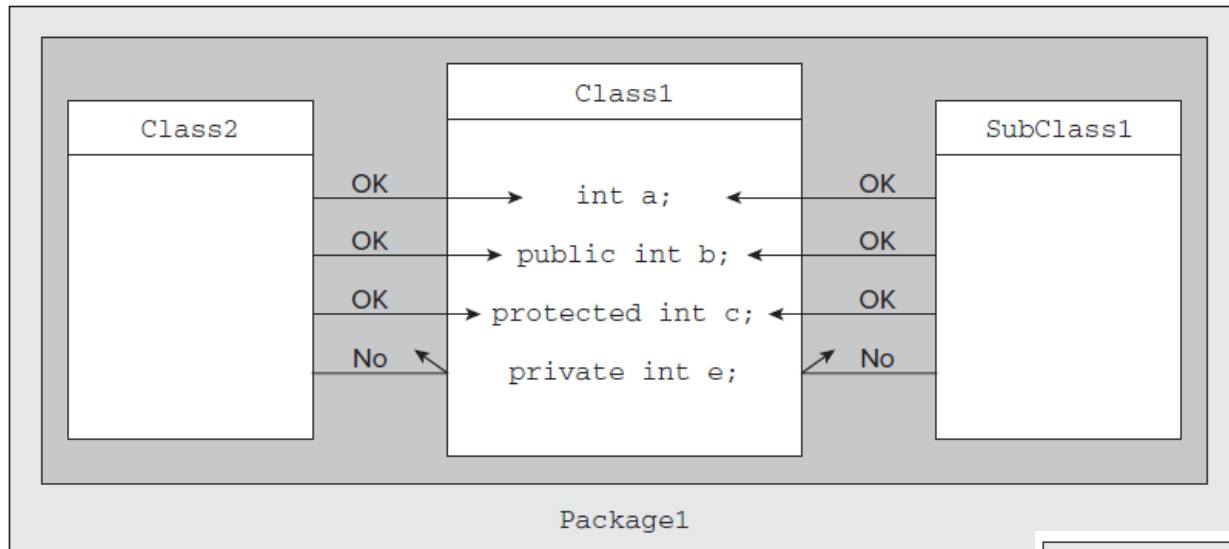 Class1
Class2
SubClass1
OK int a; OK
OK public int b; OK
OK protected int c; OK
No private int e; No
Package1